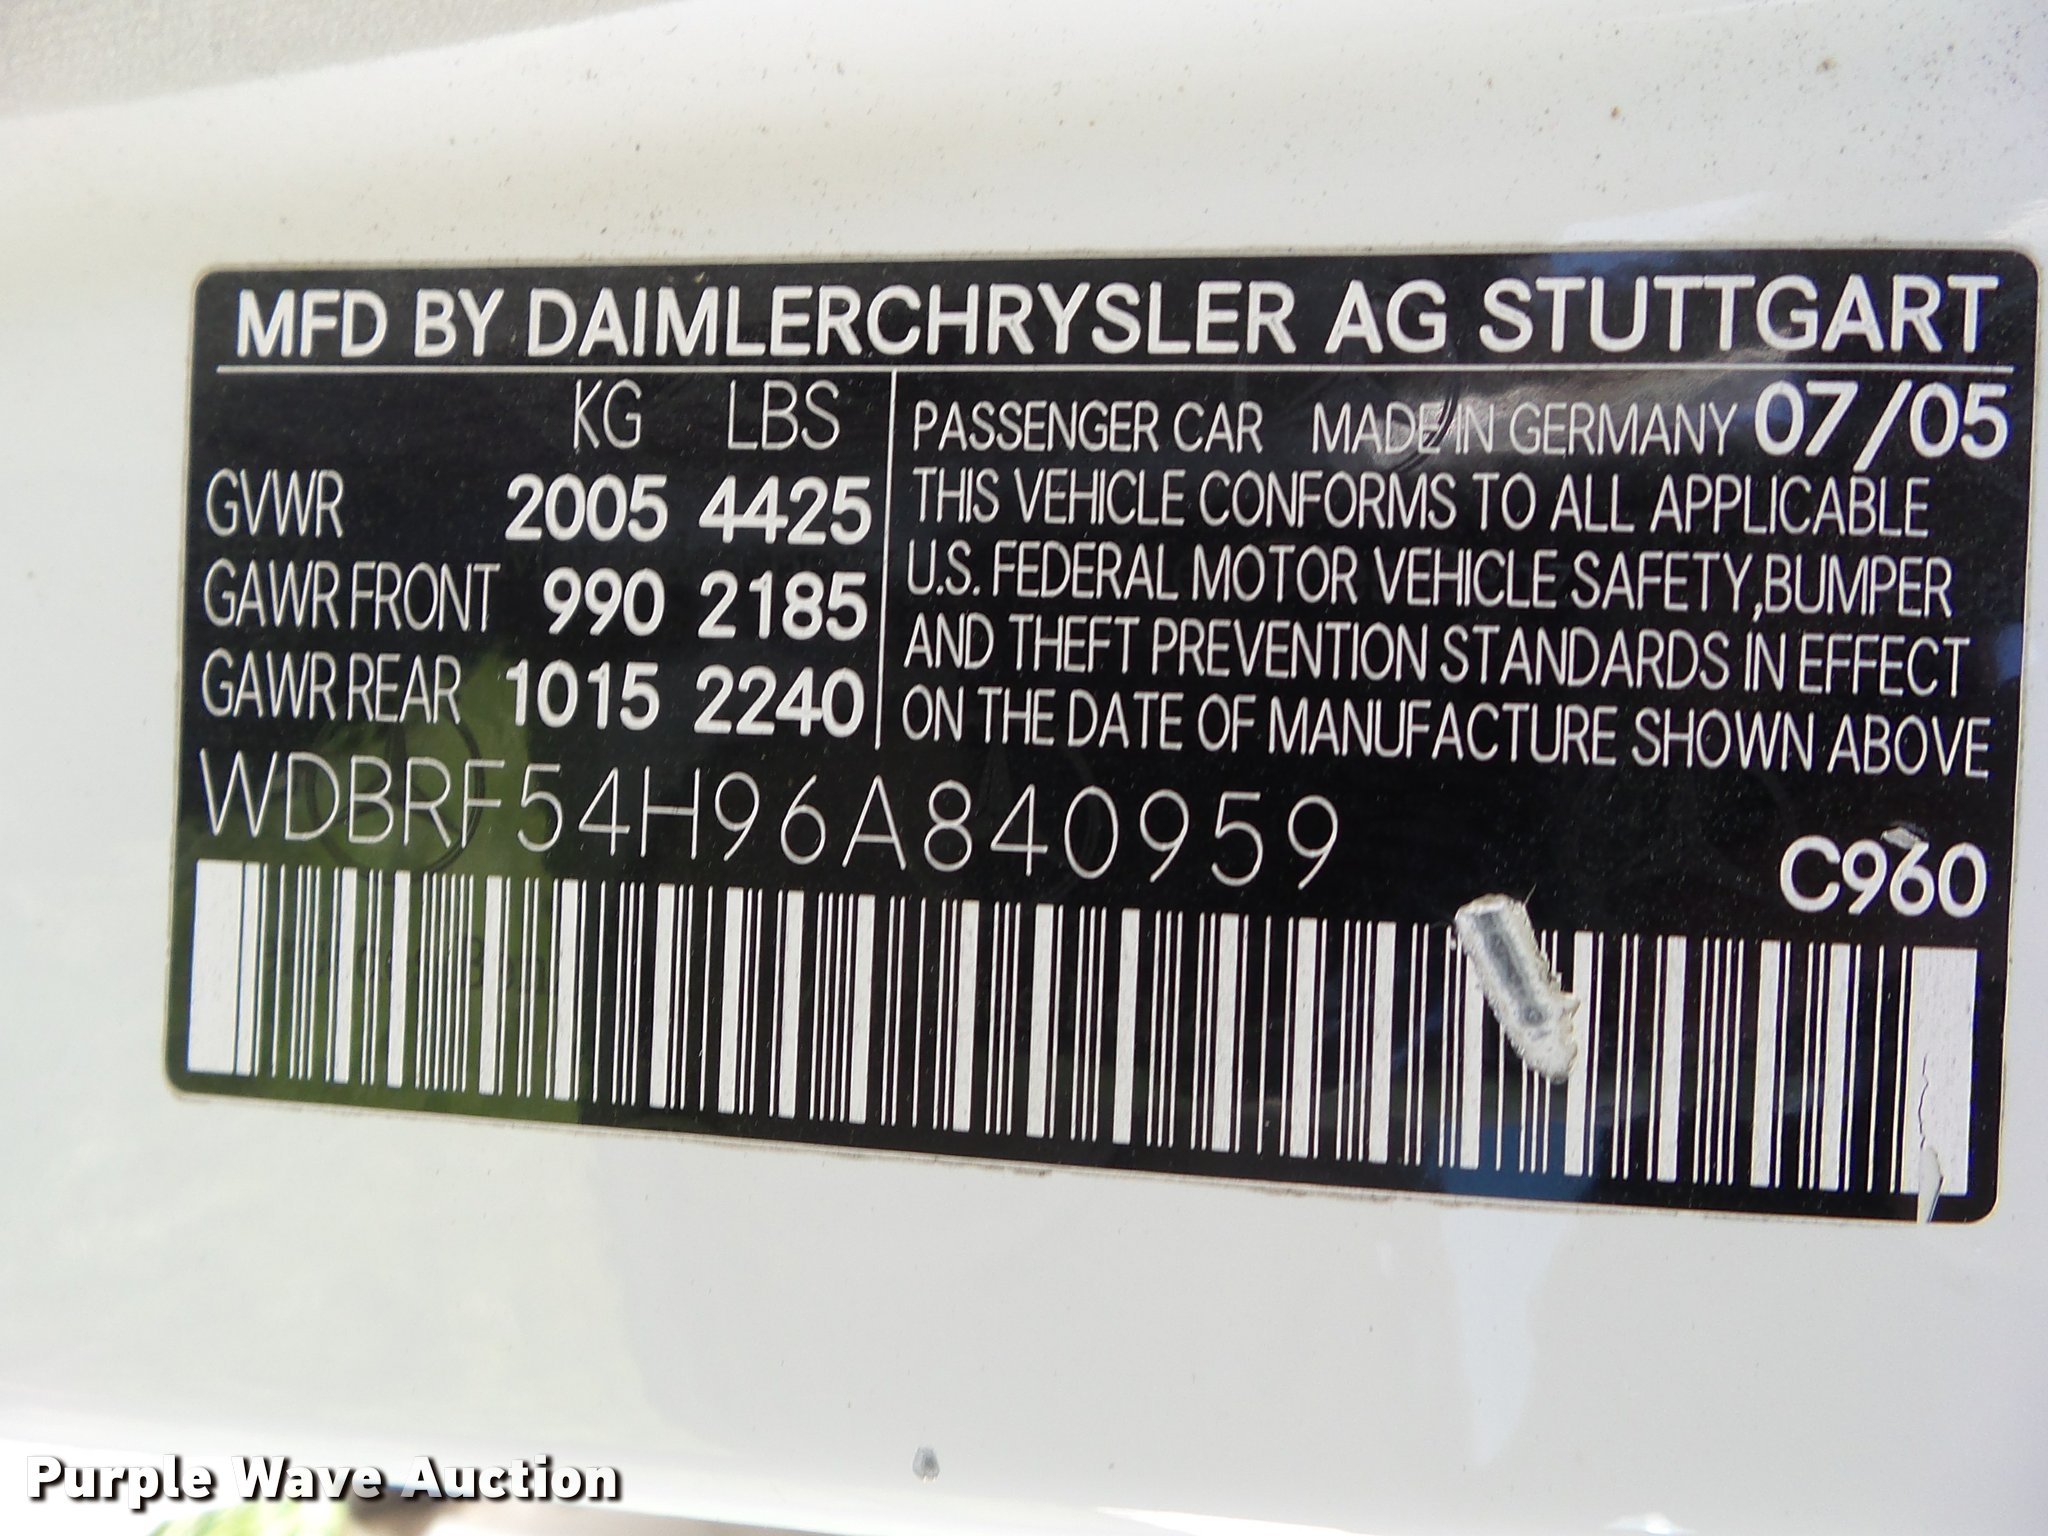 MFD BY DAIMLERCHRYSLER AG STUTTGART
KG LBS
GVWR 2005 4425
GAWR FRONT 990 2185
GAWR REAR 1015 2240
PASSENGER CAR MADE IN GERMANY 07/05
THIS VEHICLE CONFORMS TO ALL APPLICABLE
U.S. FEDERAL MOTOR VEHICLE SAFETY, BUMPER
AND THEFT PREVENTION STANDARDS IN EFFECT
ON THE DATE OF MANUFACTURE SHOWN ABOVE
WDBRF54H96A840959
C960
Purple Wave Auction